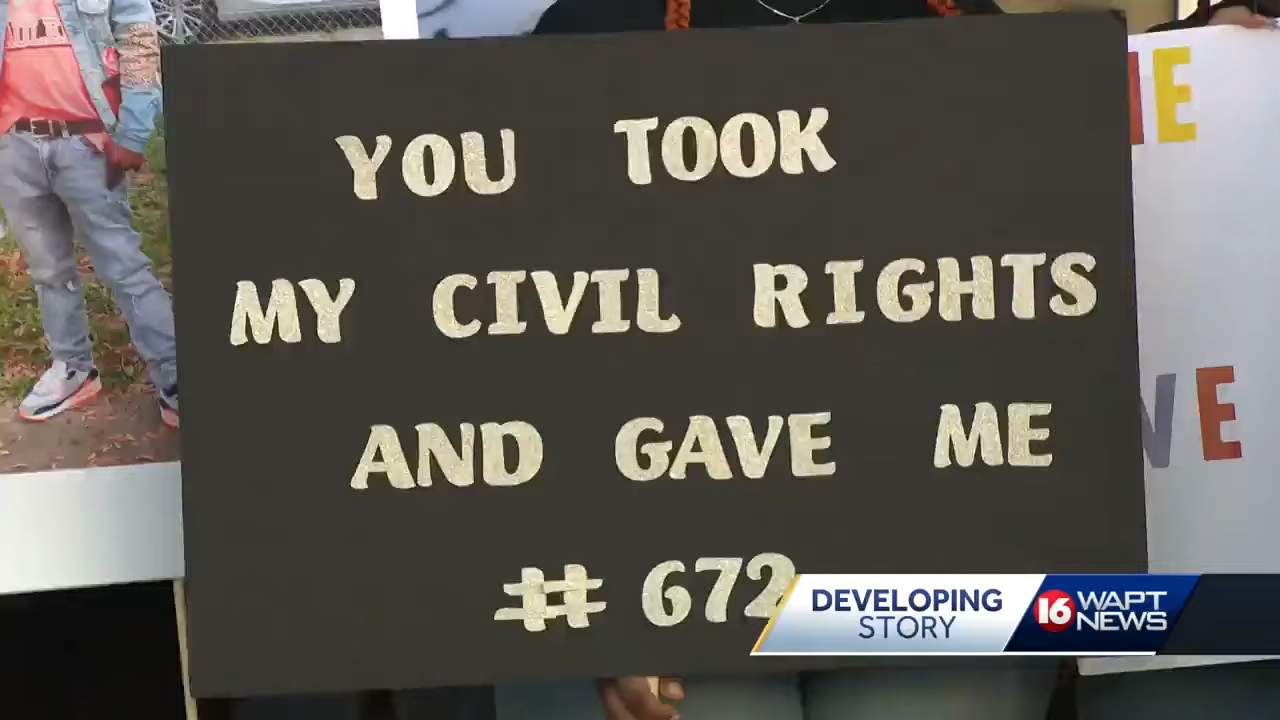 YOU TOOK
MY CIVIL RIGHTS
AND GAVE ME
# 672
DEVELOPING
STORY
16 WAPT
NEWS